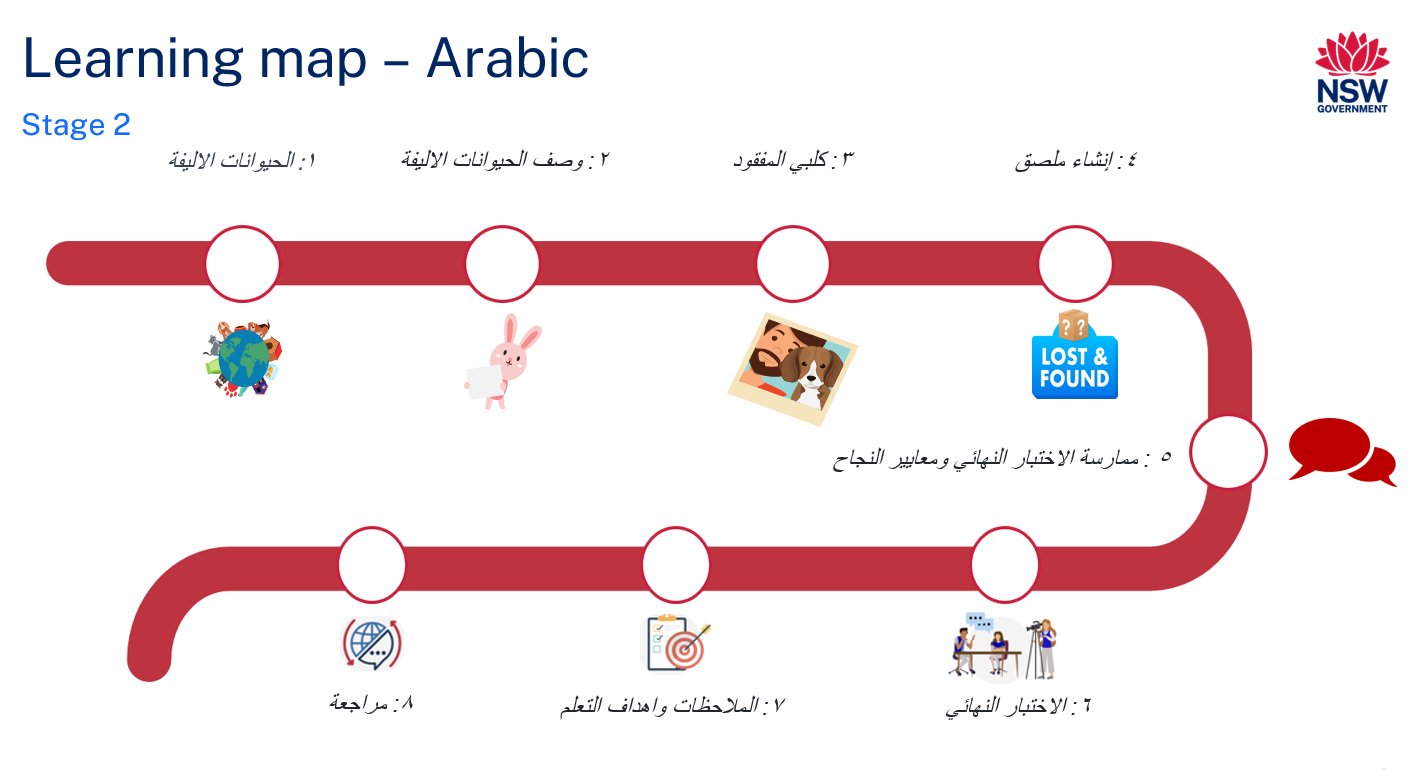 Learning map – Arabic
NSW
GOVERNMENT
Stage 2
١: الحيوانات الاليفة
٢: وصف الحيوانات الاليفة
٣: كلبي المفقود
٤: إنشاء ملصق
? ?
LOST &
FOUND
٥ : ممارسة الاختبار النهائي ومعايير النجاح
٦: الاختبار النهائي
٧: الملاحظات واهداف التعلم
٨: مراجعة